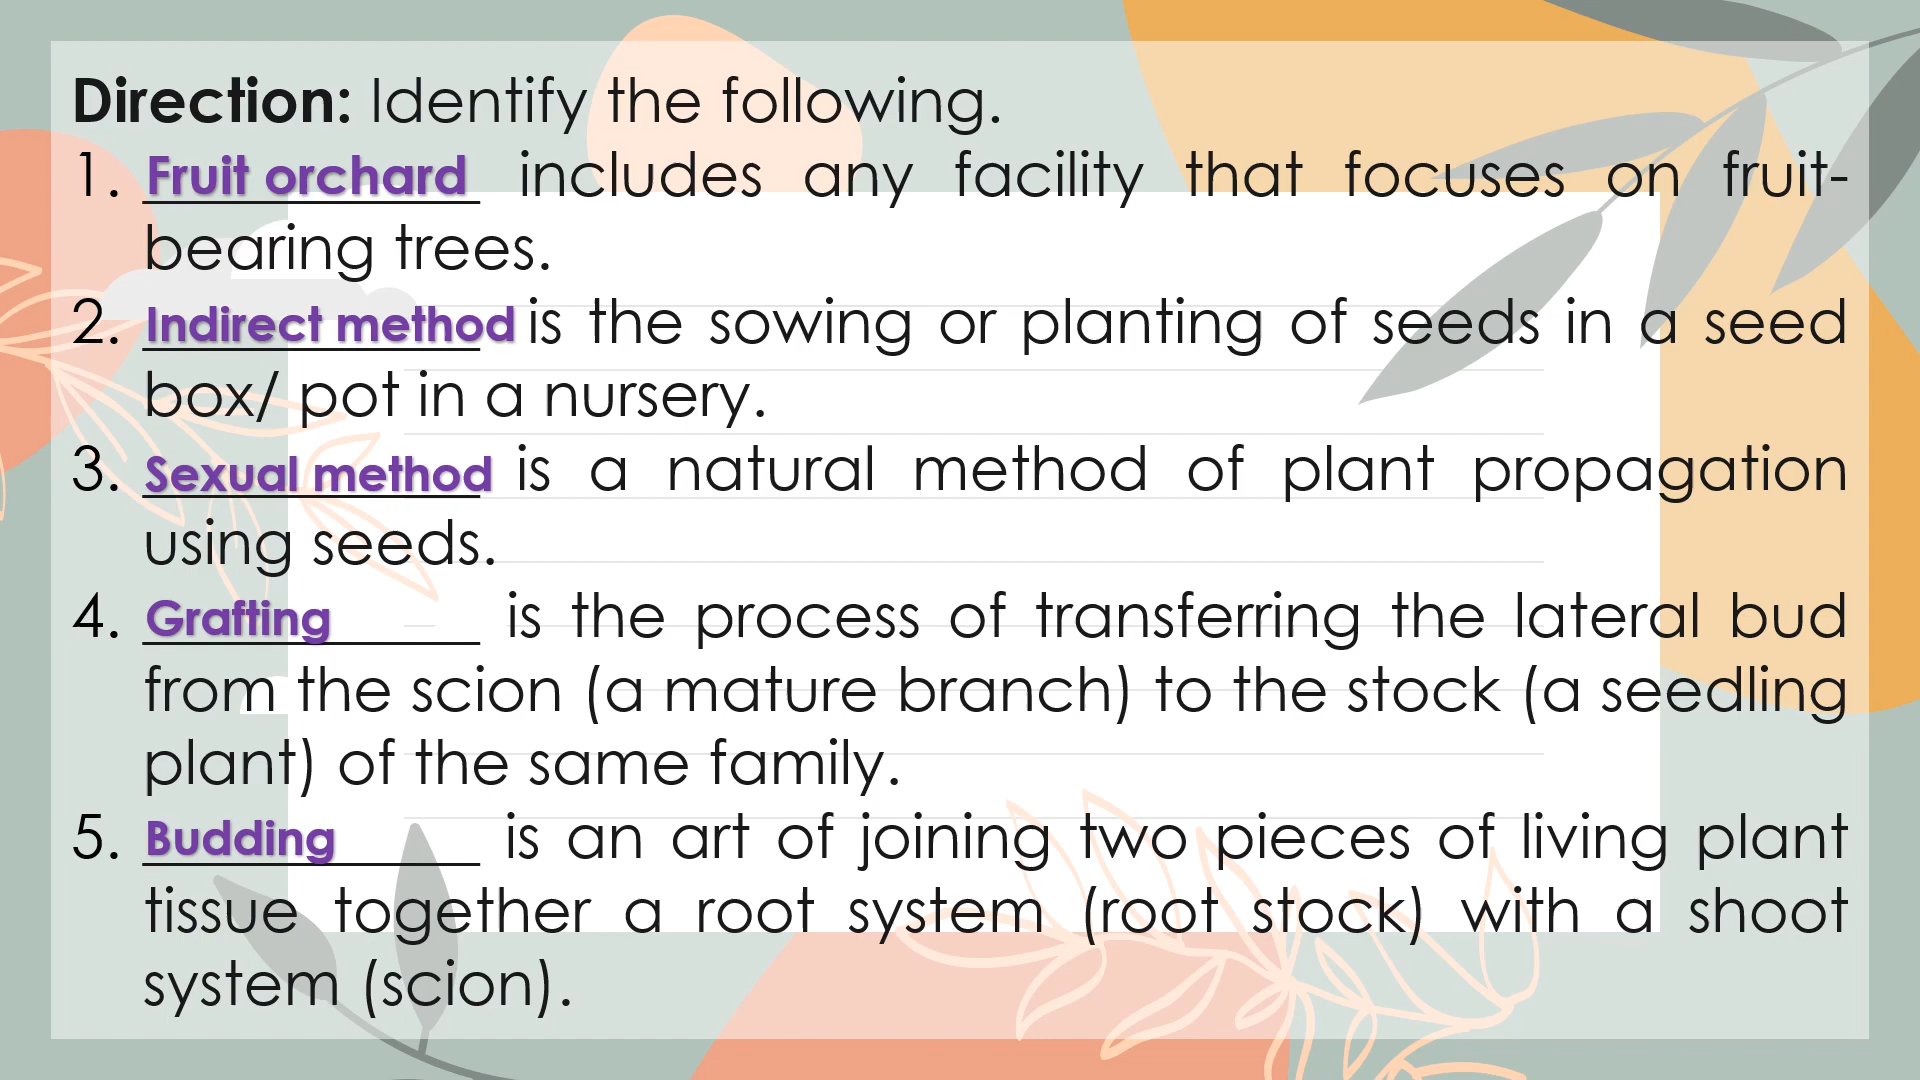 Direction: Identify the following.
1. Fruit orchard includes any facility that focuses on fruit-
bearing trees.
2. Indirect method is the sowing or planting of seeds in a seed
box/ pot in a nursery.
3. Sexual method is a natural method of plant propagation
using seeds.
4. Grafting is the process of transferring the lateral bud
from the scion (a mature branch) to the stock (a seedling
plant) of the same family.
5. Budding is an art of joining two pieces of living plant
tissue together a root system (root stock) with a shoot
system (scion).